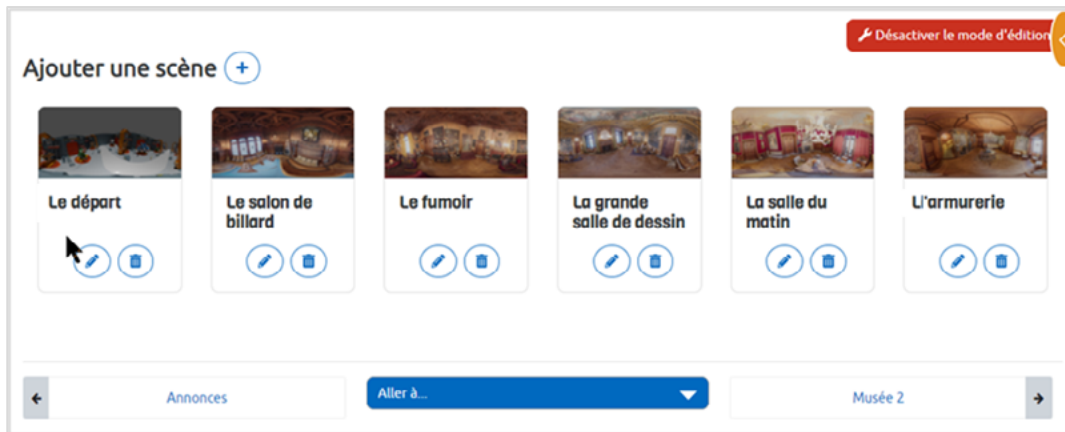 Désactiver le mode d'édition
Ajouter une scène
Le départ
Le salon de
billard
Le fumoir
La grande
salle de dessin
La salle du
matin
L'armurerie
Annonces
Aller à...
Musée 2